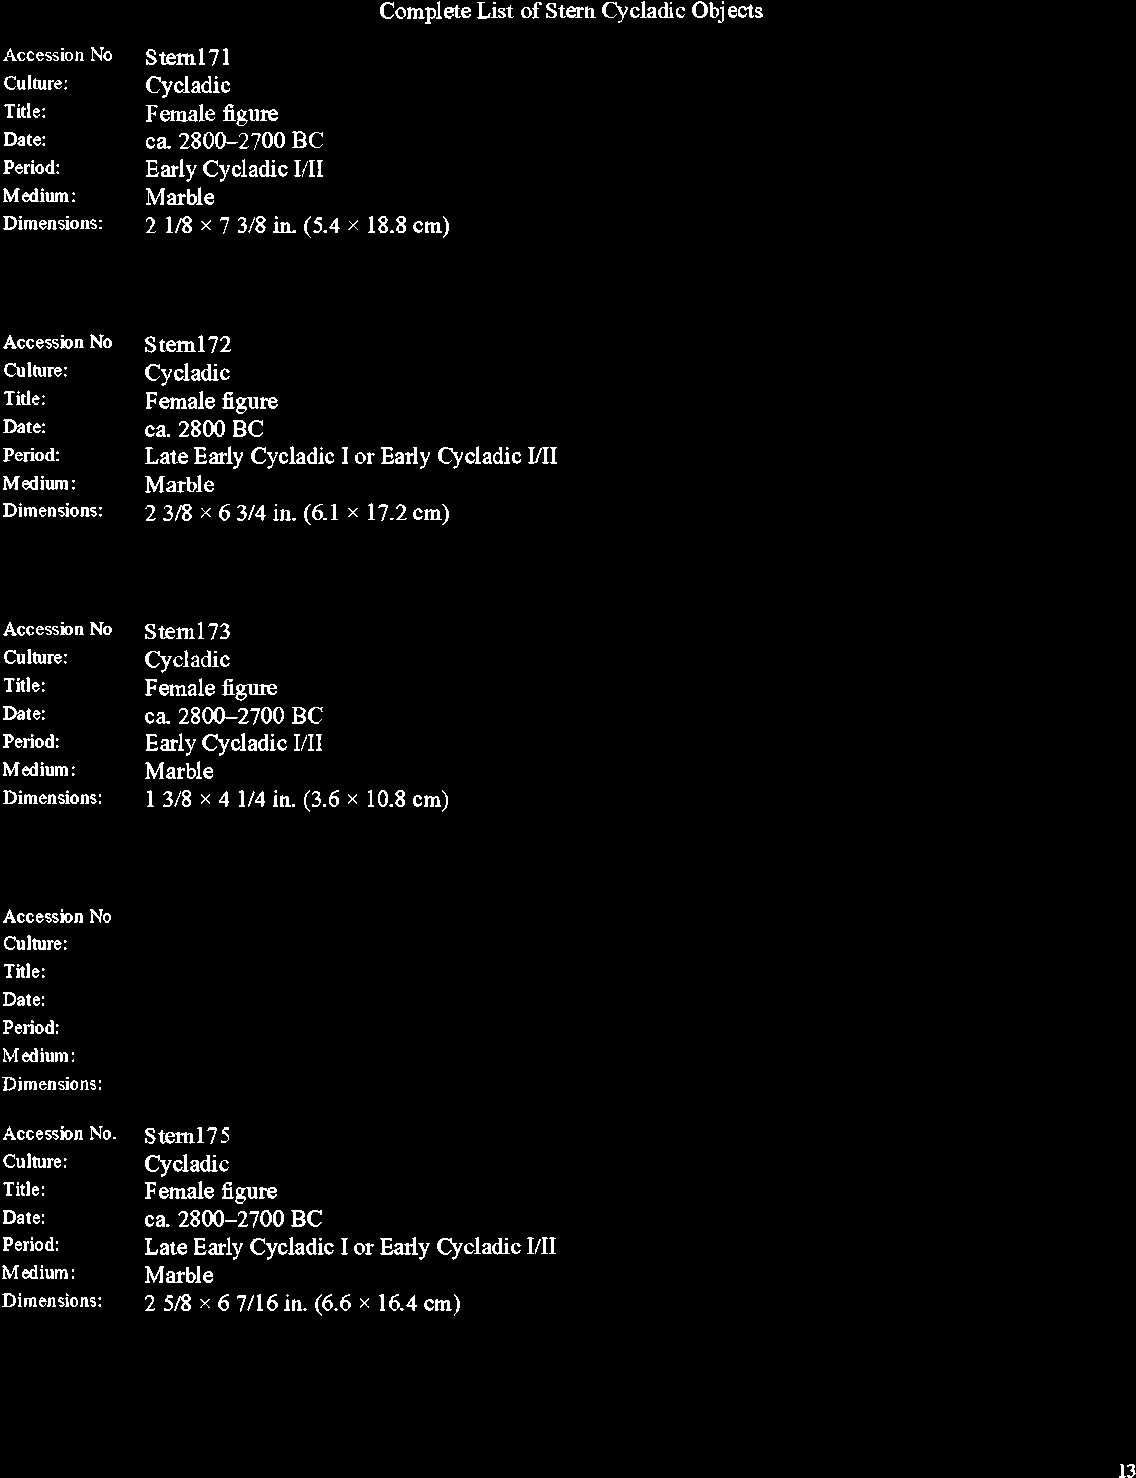 Complete List of Stern Cycladic Objects
Accession No Stern171
Culture: Cycladic
Title: Female figure
Date: ca. 2800–2700 BC
Period: Early Cycladic I/II
Medium: Marble
Dimensions: 2 1/8 × 7 3/8 in. (5.4 × 18.8 cm)
Accession No Stern172
Culture: Cycladic
Title: Female figure
Date: ca. 2800 BC
Period: Late Early Cycladic I or Early Cycladic I/II
Medium: Marble
Dimensions: 2 3/8 × 6 3/4 in. (6.1 × 17.2 cm)
Accession No Stern173
Culture: Cycladic
Title: Female figure
Date: ca. 2800–2700 BC
Period: Early Cycladic I/II
Medium: Marble
Dimensions: 1 3/8 × 4 1/4 in. (3.6 × 10.8 cm)
Accession No
Culture:
Title:
Date:
Period:
Medium:
Dimensions:
Accession No. Stern175
Culture: Cycladic
Title: Female figure
Date: ca. 2800–2700 BC
Period: Late Early Cycladic I or Early Cycladic I/II
Medium: Marble
Dimensions: 2 5/8 × 6 7/16 in. (6.6 × 16.4 cm)
13